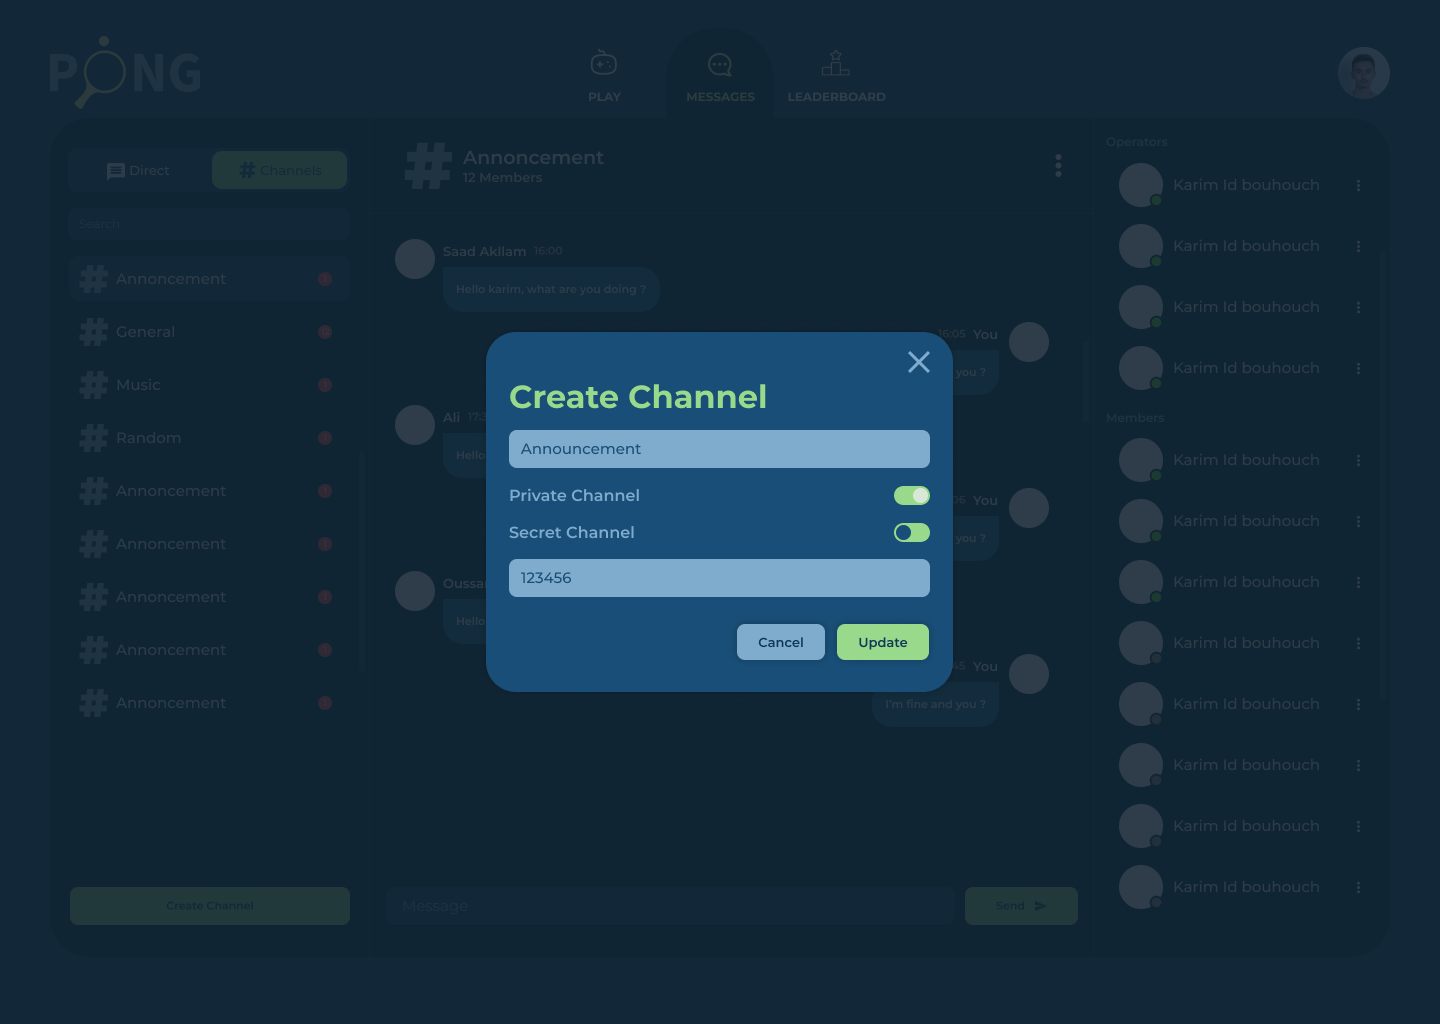 PONG
PLAY
MESSAGES
LEADERBOARD
Direct
Channels
Search
Annoncement
General
Music
Random
Annoncement
Annoncement
Annoncement
Annoncement
Annoncement
Create Channel
Annoncement
12 Members
Saad Akllam 16:00
Hello karim, what are you doing ?
16:05 You
you ?
Ali
Hello
You
you ?
Hello
You
I'm fine and you ?
Message
Send
Create Channel
Announcement
Private Channel
Secret Channel
123456
Cancel
Update
Operators
Karim Id bouhouch
Karim Id bouhouch
Karim Id bouhouch
Karim Id bouhouch
Members
Karim Id bouhouch
Karim Id bouhouch
Karim Id bouhouch
Karim Id bouhouch
Karim Id bouhouch
Karim Id bouhouch
Karim Id bouhouch
Karim Id bouhouch